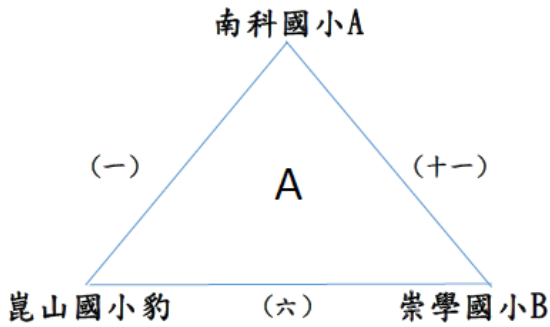 南科國小A
(一)
(十一)
A
崑山國小豹
(六)
崇學國小B